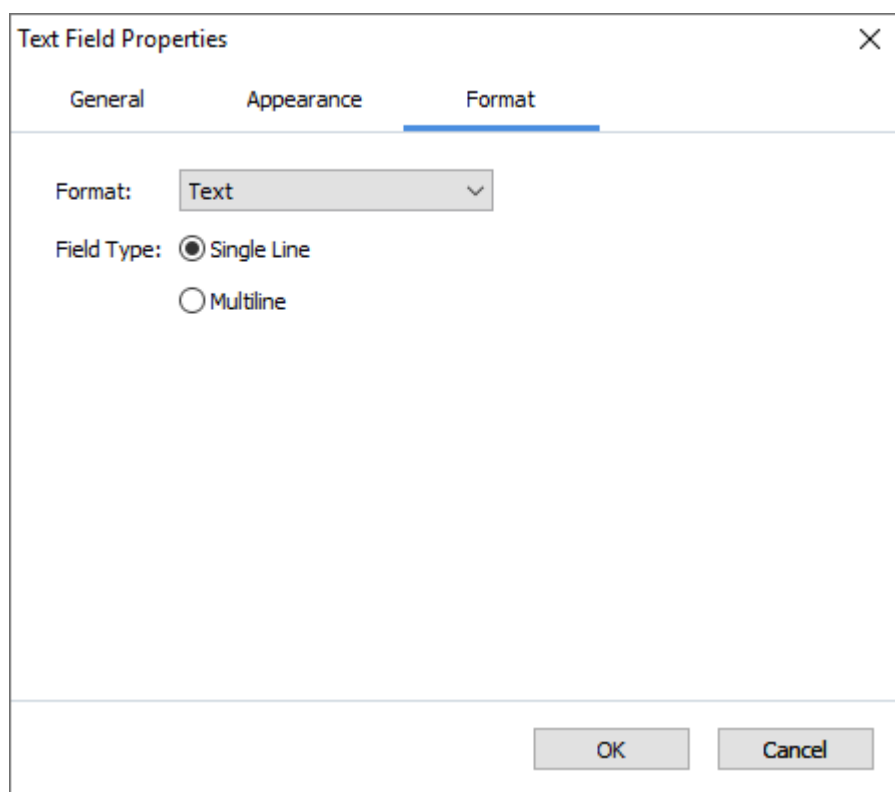 Text Field Properties
General Appearance Format
Format: Text
Field Type: Single Line
Multiline
OK Cancel